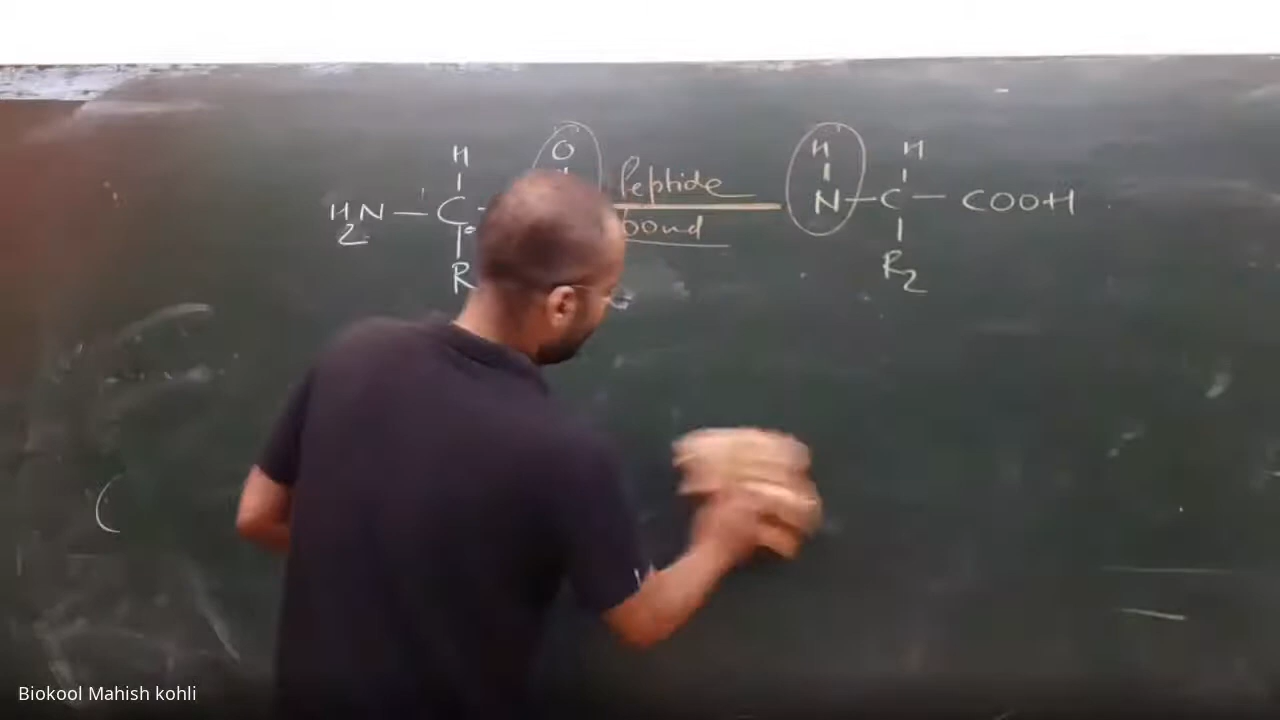 H O H H
H₂N — C — Peptide N — C — COOH
bond
R R₂
(
Biokool Mahish kohli